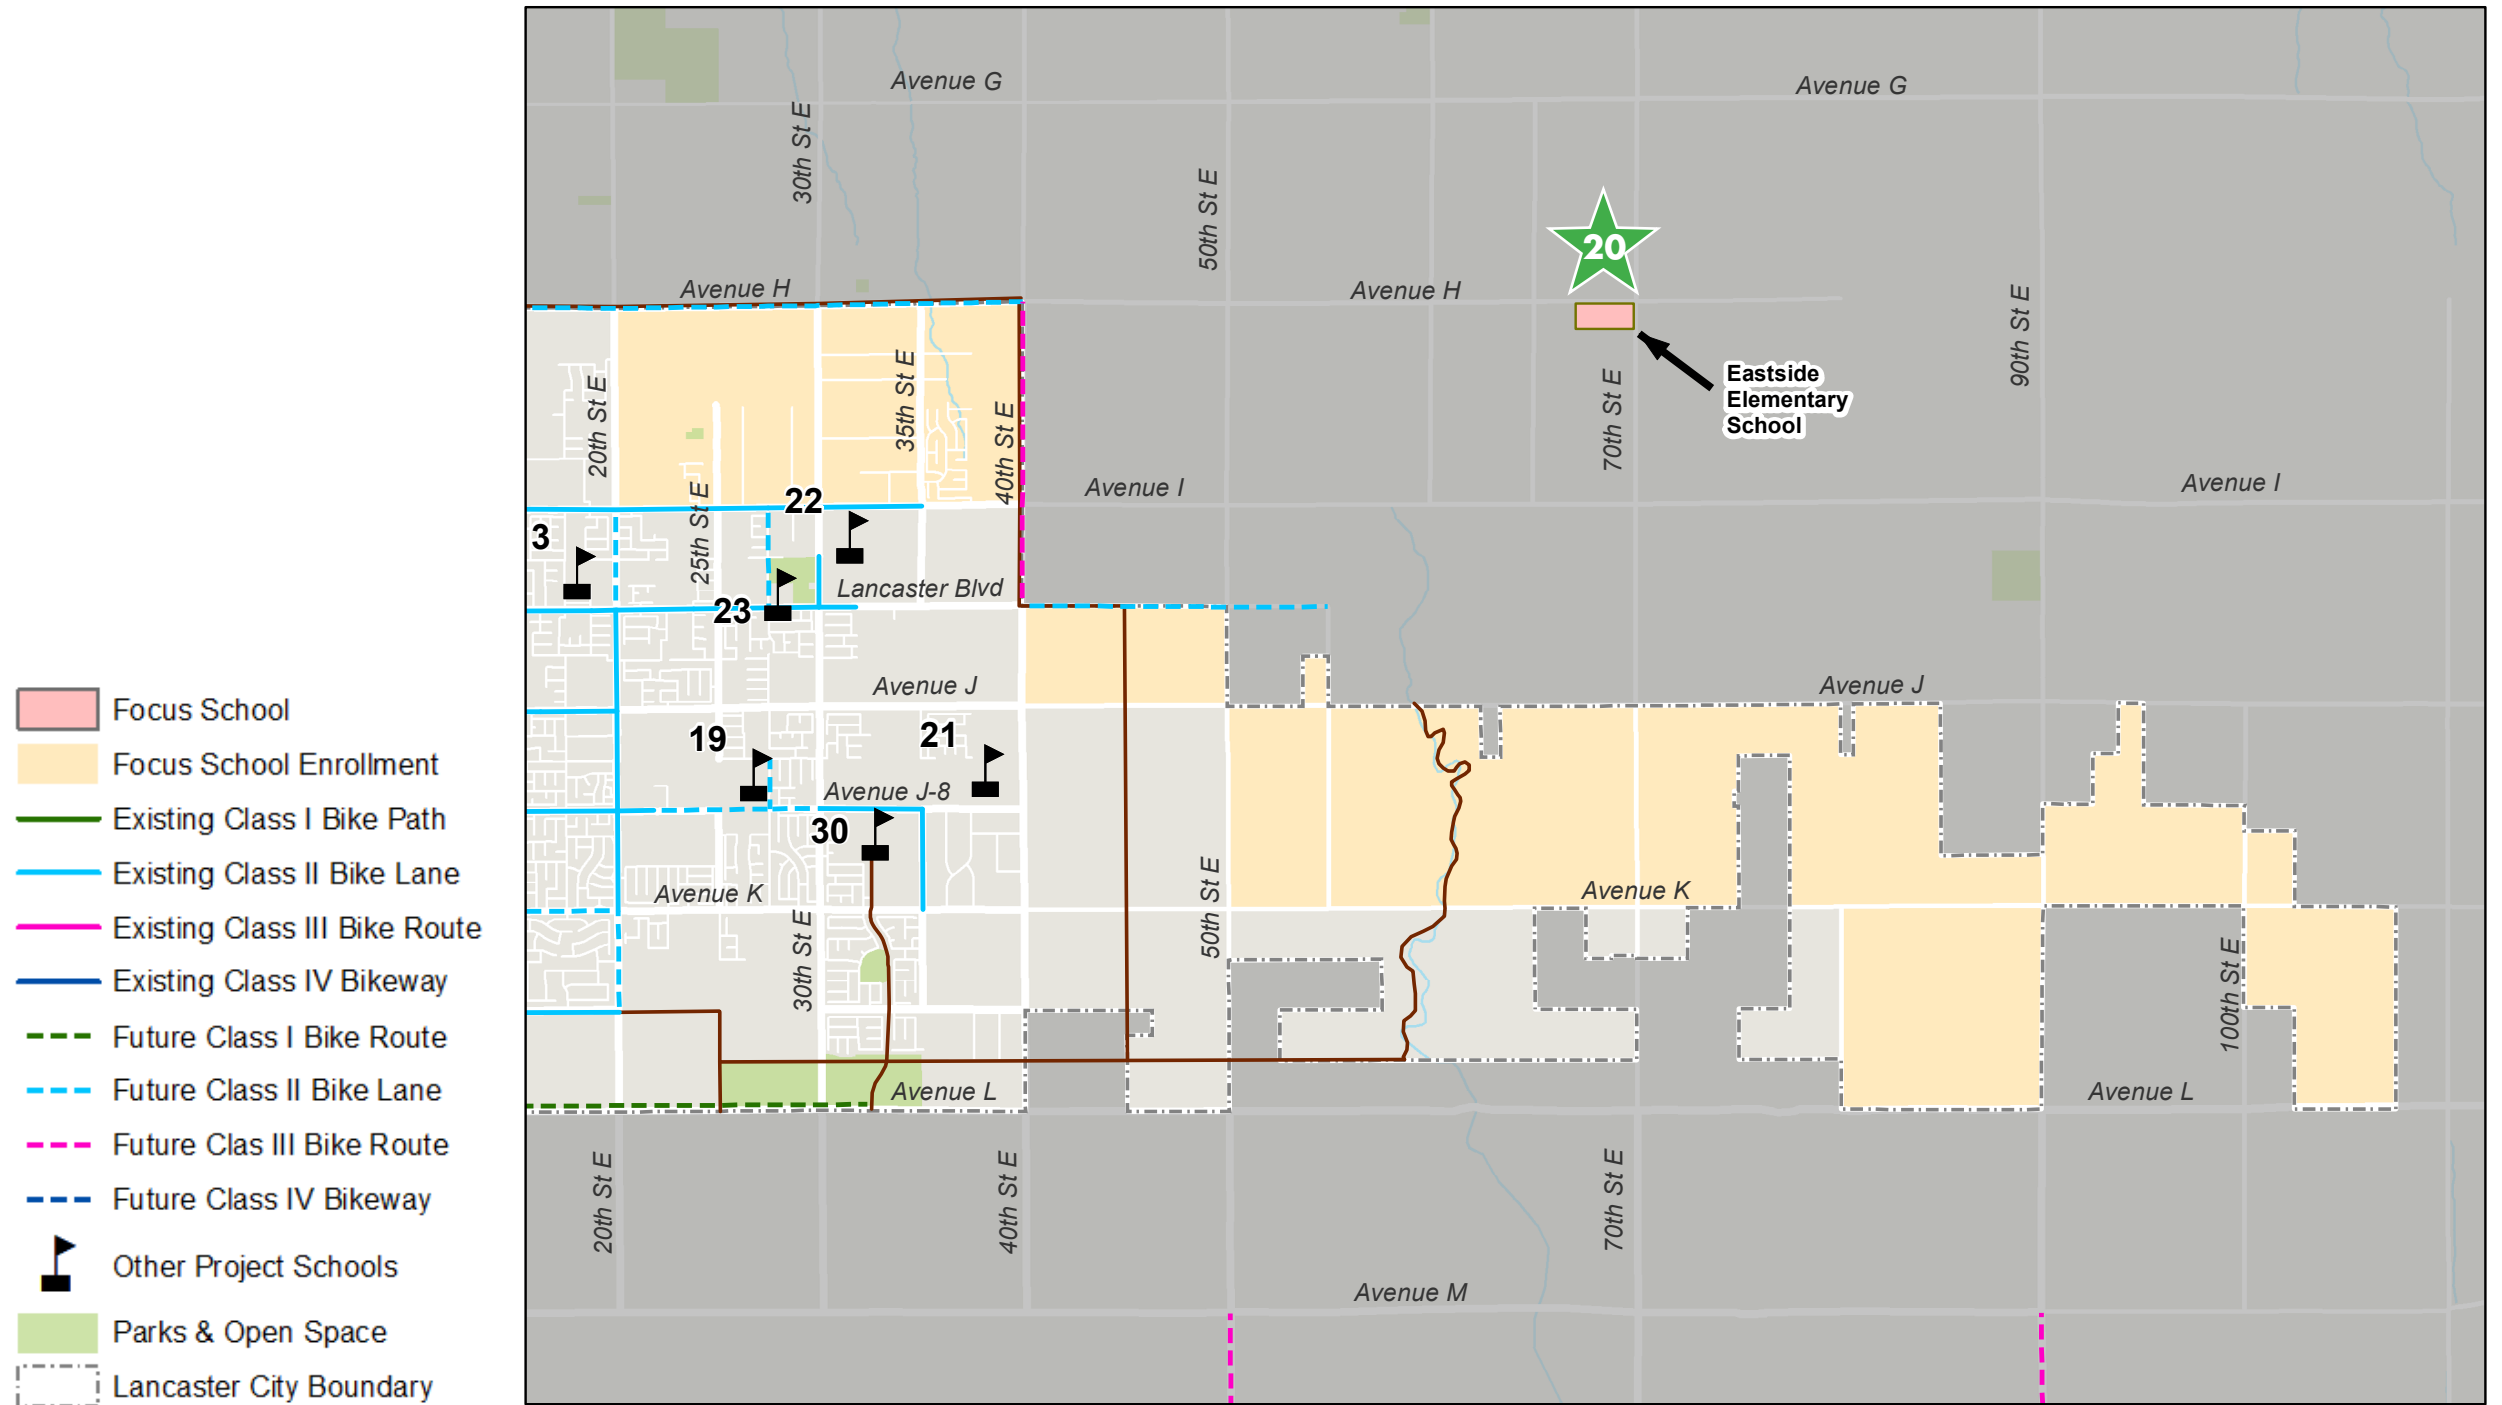 Avenue G
Avenue G
30th St E
50th St E
20
Avenue H
Avenue H
90th St E
Eastside
Elementary
School
20th St E
35th St E
40th St E
70th St E
25th St E
22
Avenue I
Avenue I
3
23
Lancaster Blvd
Avenue J
Avenue J
19
21
Avenue J-8
30
Avenue K
Avenue K
50th St E
30th St E
100th St E
Avenue L
Avenue L
20th St E
40th St E
70th St E
Avenue M
Focus School
Focus School Enrollment
Existing Class I Bike Path
Existing Class II Bike Lane
Existing Class III Bike Route
Existing Class IV Bikeway
Future Class I Bike Route
Future Class II Bike Lane
Future Clas III Bike Route
Future Class IV Bikeway
Other Project Schools
Parks & Open Space
Lancaster City Boundary